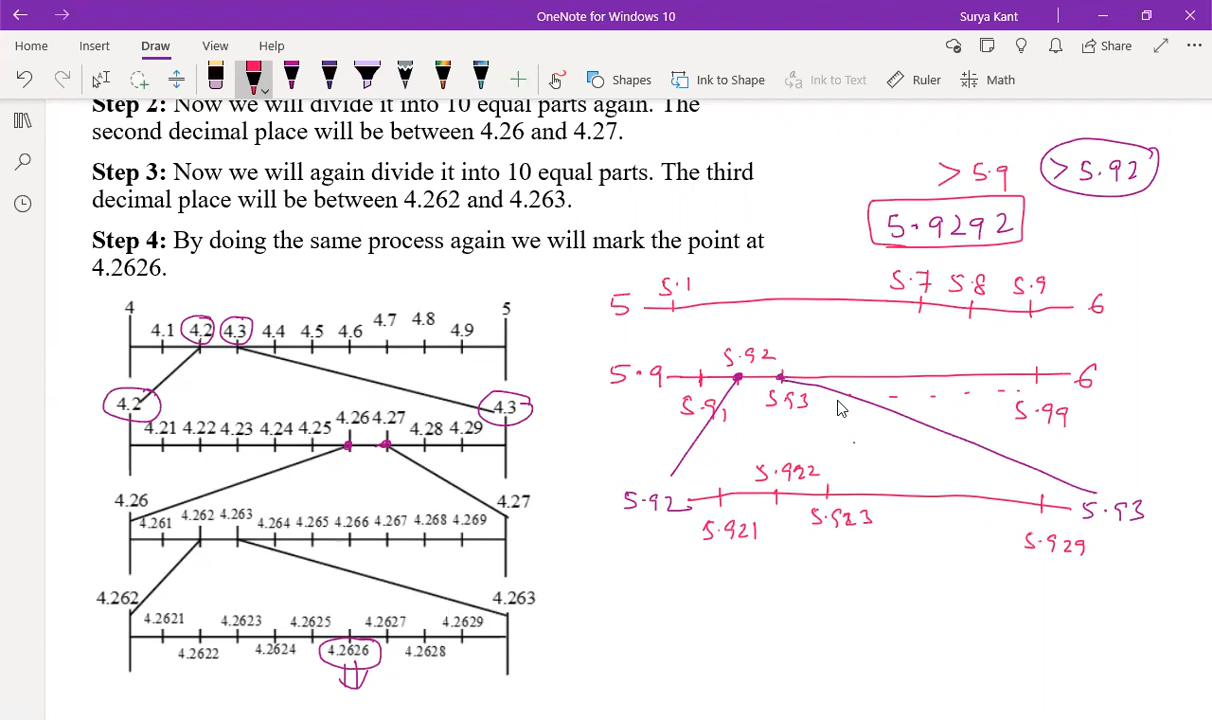 OneNote for Windows 10
Surya Kant
Home Insert Draw View Help
Share
Shapes Ink to Shape Ink to Text Ruler Math
Step 2: Now we will divide it into 10 equal parts again. The
second decimal place will be between 4.26 and 4.27.
Step 3: Now we will again divide it into 10 equal parts. The third
decimal place will be between 4.262 and 4.263.
Step 4: By doing the same process again we will mark the point at
4.2626.
4 5
4.1 4.2 4.3 4.4 4.5 4.6 4.7 4.8 4.9
4.2 4.3
4.21 4.22 4.23 4.24 4.25 4.26 4.27 4.28 4.29
4.26 4.27
4.261 4.262 4.263 4.264 4.265 4.266 4.267 4.268 4.269
4.262 4.263
4.2621 4.2623 4.2625 4.2627 4.2629
4.2622 4.2624 4.2626 4.2628
> 5.9 > 5.92
5.9292
5.1 5.7 5.8 5.9
5 6
5.92
5.9 6
5.91 5.93 5.99
5.922
5.92 5.93
5.921 5.923 5.929